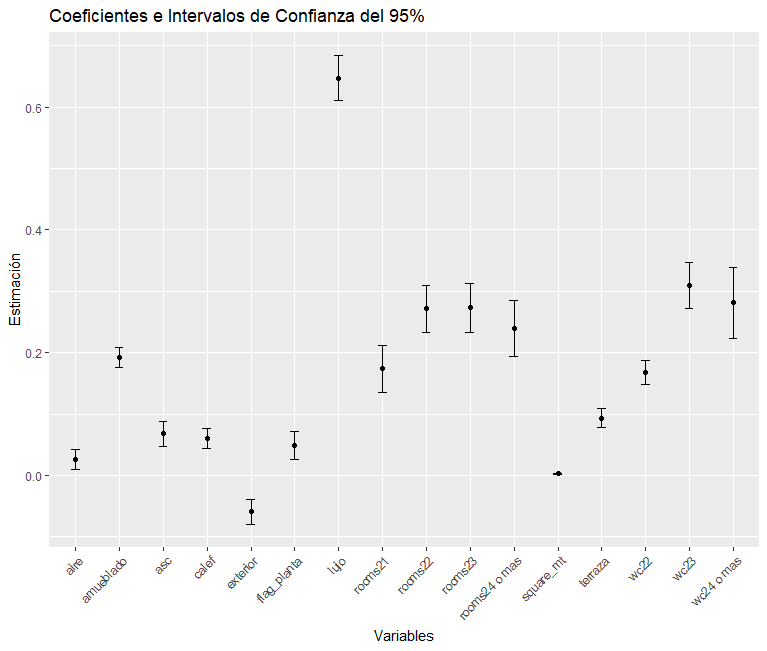 Coeficientes e Intervalos de Confianza del 95%
Estimación
0.6
0.4
0.2
0.0
aire
amueblado
asc
calef
exterior
flag_planta
lujo
rooms21
rooms22
rooms23
rooms24 o mas
square_mt
terraza
wc22
wc23
wc24 o mas
Variables